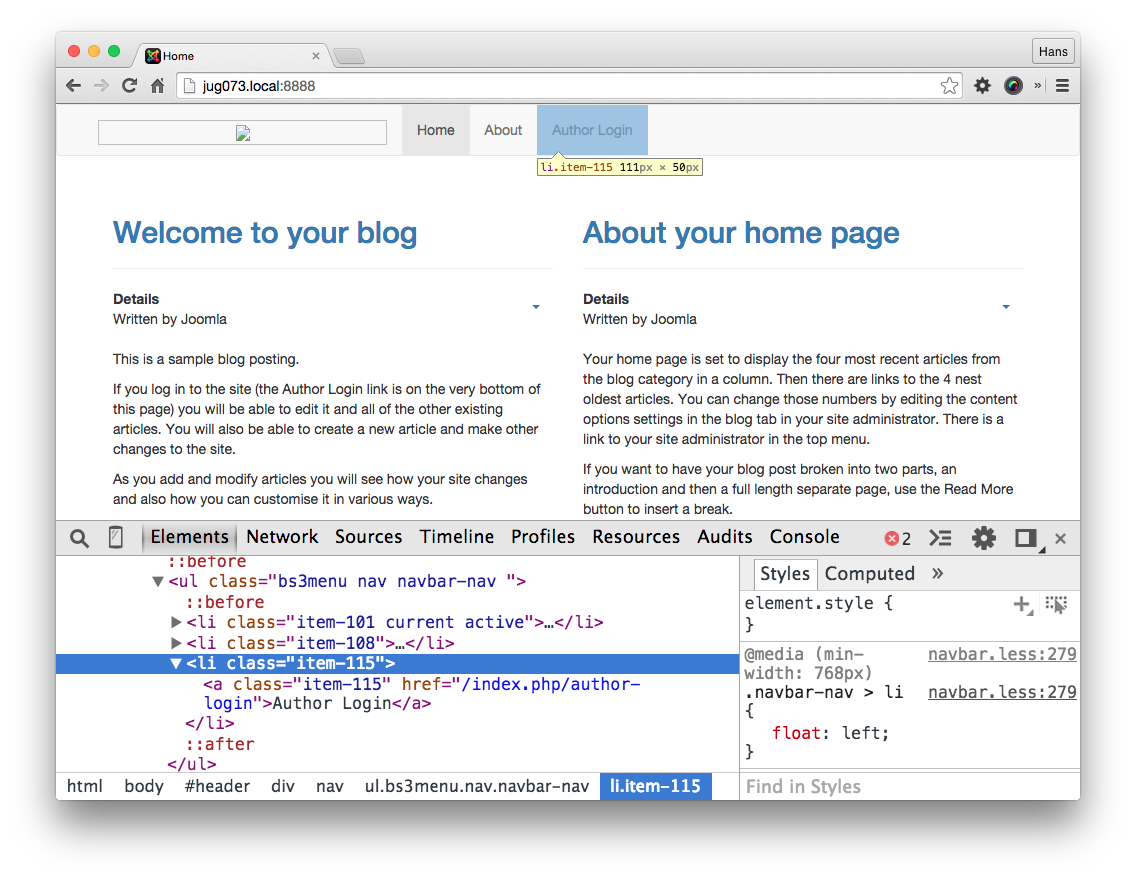 Home
Hans
jug073.local:8888
»
Home
About
Author Login
li.item-115 111px × 50px
Welcome to your blog
Details
Written by Joomla
This is a sample blog posting.
If you log in to the site (the Author Login link is on the very bottom of
this page) you will be able to edit it and all of the other existing
articles. You will also be able to create a new article and make other
changes to the site.
As you add and modify articles you will see how your site changes
and also how you can customise it in various ways.
About your home page
Details
Written by Joomla
Your home page is set to display the four most recent articles from
the blog category in a column. Then there are links to the 4 nest
oldest articles. You can change those numbers by editing the content
options settings in the blog tab in your site administrator. There is a
link to your site administrator in the top menu.
If you want to have your blog post broken into two parts, an
introduction and then a full length separate page, use the Read More
button to insert a break.
Elements Network Sources Timeline Profiles Resources Audits Console
2
::before
<ul class="bs3menu nav navbar-nav ">
::before
<li class="item-101 current active">…</li>
<li class="item-108">…</li>
<li class="item-115">
<a class="item-115" href="/index.php/author-
login">Author Login</a>
</li>
::after
</ul>
html body #header div nav ul.bs3menu.nav.navbar-nav li.item-115
Styles Computed »
element.style {
}
@media (min- navbar.less:279
width: 768px)
.navbar-nav > li navbar.less:279
{
float: left;
}
Find in Styles